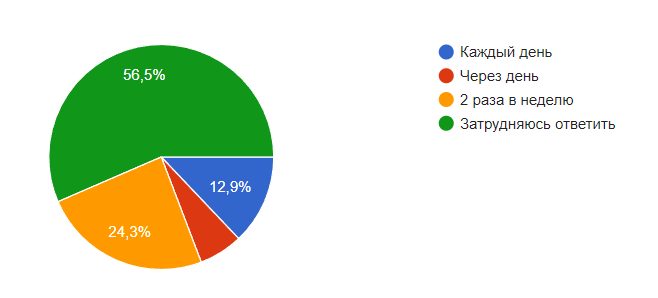 56,5%
12,9%
24,3%
Каждый день
Через день
2 раза в неделю
Затрудняюсь ответить